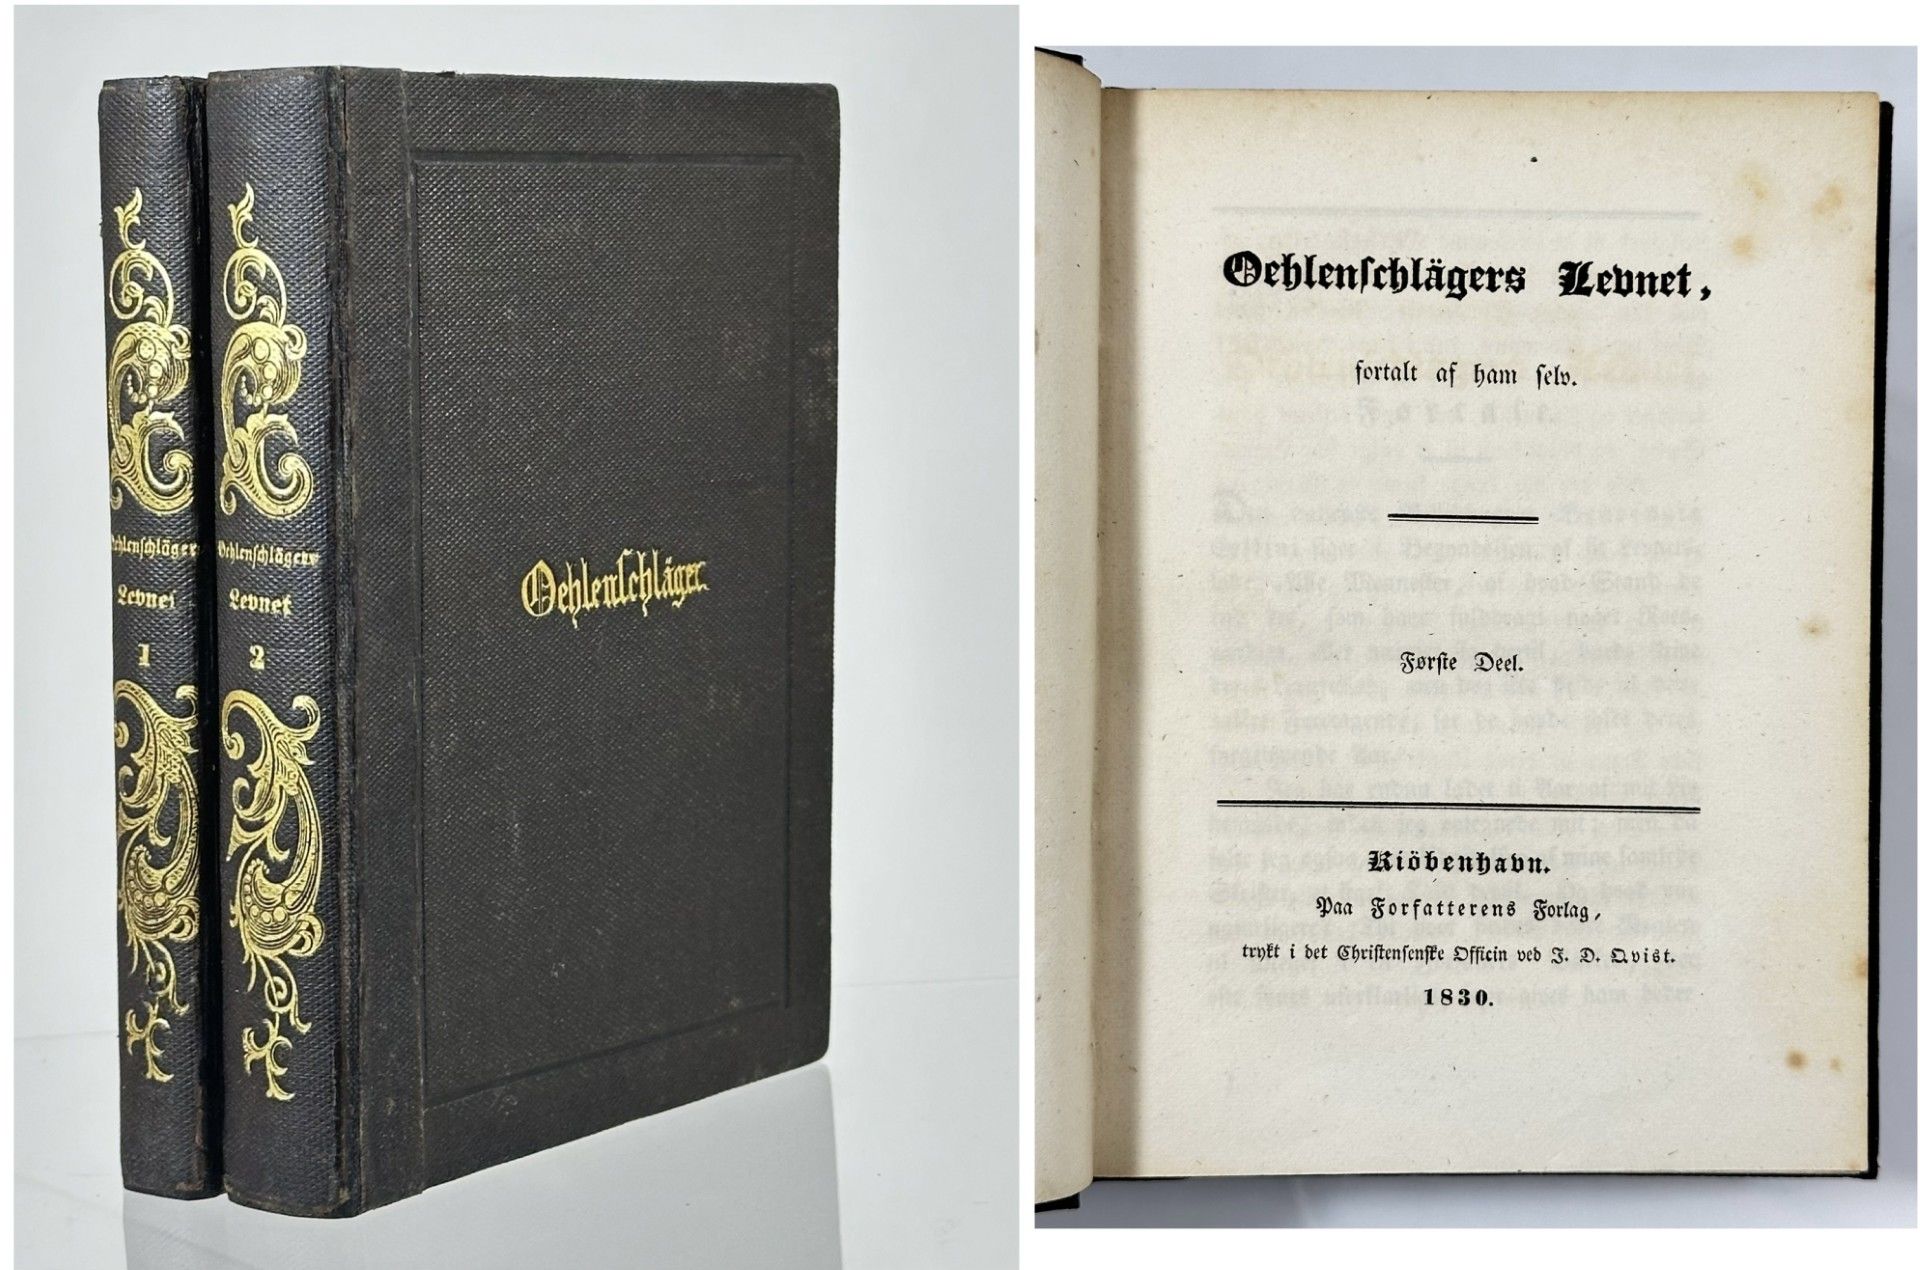 Oehlenschlägers
Levnet
1
Oehlenschlägers
Levnet
2
Oehlenschläger.
Oehlenschlägers Levnet,
fortalt af ham selv.
Første Deel.
Kiöbenhavn.
Paa Forfatterens Forlag,
trykt i det Christensenske Officin ved J. D. Qvist.
1830.